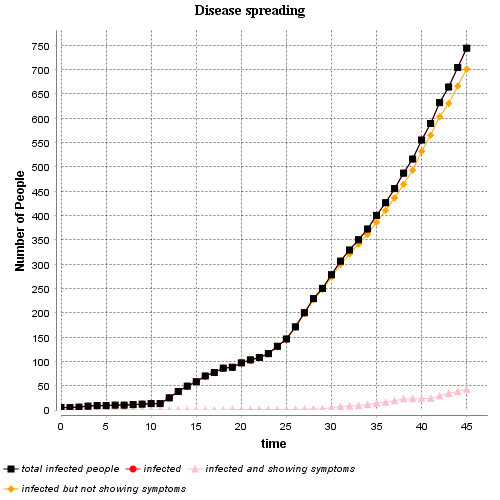 Disease spreading
Number of People
750
700
650
600
550
500
450
400
350
300
250
200
150
100
50
0
0 5 10 15 20 25 30 35 40 45
time
total infected people infected infected and showing symptoms
infected but not showing symptoms